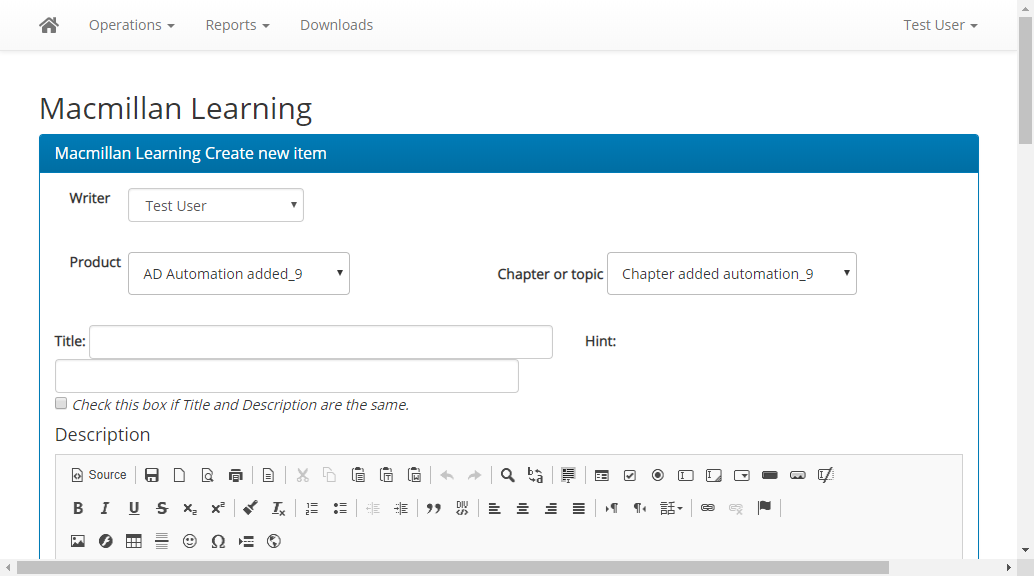 Operations Reports Downloads Test User
Macmillan Learning
Macmillan Learning Create new item
Writer Test User
Product AD Automation added_9 Chapter or topic Chapter added automation_9
Title: Hint:
Check this box if Title and Description are the same.
Description
Source